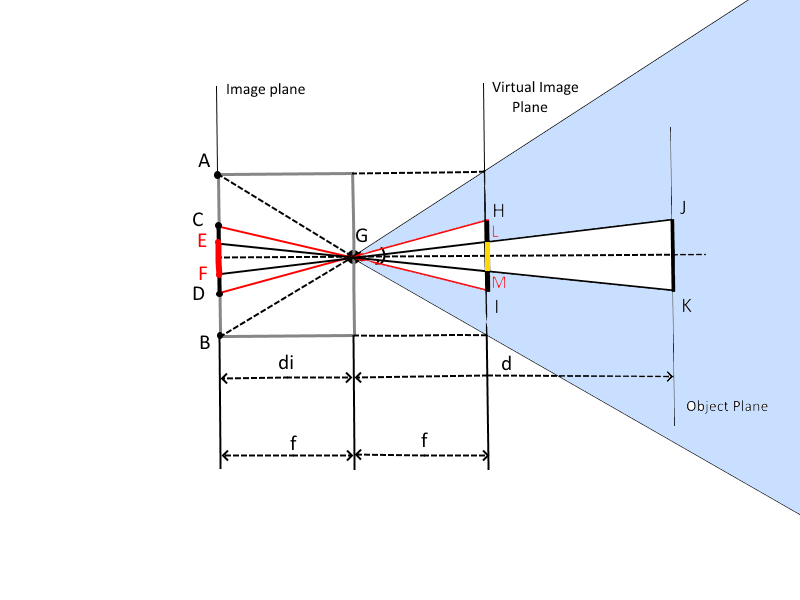 Image plane
Virtual Image
Plane
A
C
E
F
D
B
G
H
L
M
I
J
K
di
d
Object Plane
f
f